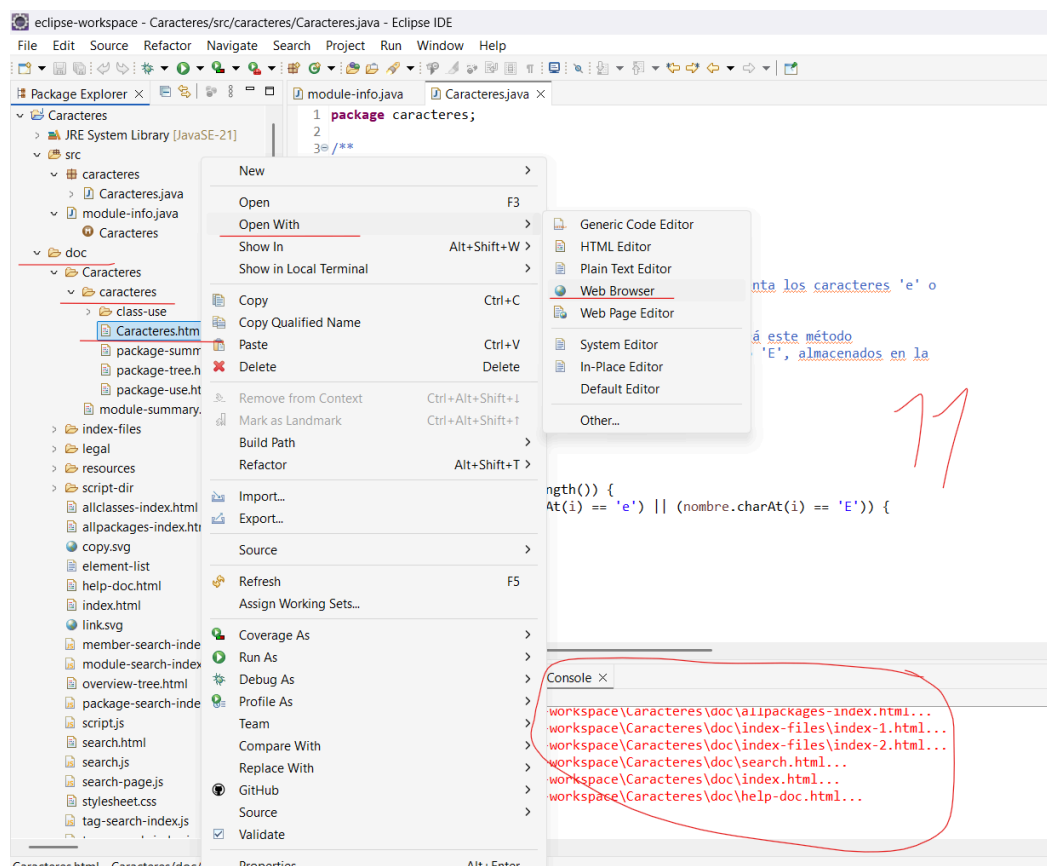 eclipse-workspace - Caracteres/src/caracteres/Caracteres.java - Eclipse IDE
File Edit Source Refactor Navigate Search Project Run Window Help
Package Explorer
module-info.java
Caracteres.java
Caracteres
JRE System Library [JavaSE-21]
src
caracteres
Caracteres.java
module-info.java
Caracteres
doc
Caracteres
caracteres
class-use
Caracteres.htm
package-summ
package-tree.h
package-use.ht
module-summary.
index-files
legal
resources
script-dir
allclasses-index.html
allpackages-index.htm
copy.svg
element-list
help-doc.html
index.html
link.svg
member-search-inde
module-search-index
overview-tree.html
package-search-inde
script.js
search.html
search.js
search-page.js
stylesheet.css
tag-search-index.js
New
Open F3
Open With
Show In Alt+Shift+W
Show in Local Terminal
Copy Ctrl+C
Copy Qualified Name
Paste Ctrl+V
Delete Delete
Remove from Context Ctrl+Alt+Shift+↓
Mark as Landmark Ctrl+Alt+Shift+↑
Build Path
Refactor Alt+Shift+T
Import...
Export...
Source
Refresh F5
Assign Working Sets...
Coverage As
Run As
Debug As
Profile As
Team
Compare With
Replace With
GitHub
Source
Validate
Properties Alt+Enter
Generic Code Editor
HTML Editor
Plain Text Editor
Web Browser
Web Page Editor
System Editor
In-Place Editor
Default Editor
Other...
1 package caracteres;
2
3 /**
nta los caracteres 'e' o
á este método
'E', almacenados en la
11
ngth()) {
At(i) == 'e') || (nombre.charAt(i) == 'E')) {
Console
-workspace\Caracteres\doc\allpackages-index.html...
-workspace\Caracteres\doc\index-files\index-1.html...
-workspace\Caracteres\doc\index-files\index-2.html...
-workspace\Caracteres\doc\search.html...
-workspace\Caracteres\doc\index.html...
-workspace\Caracteres\doc\help-doc.html...
Caracteres.html - Caracteres/doc/